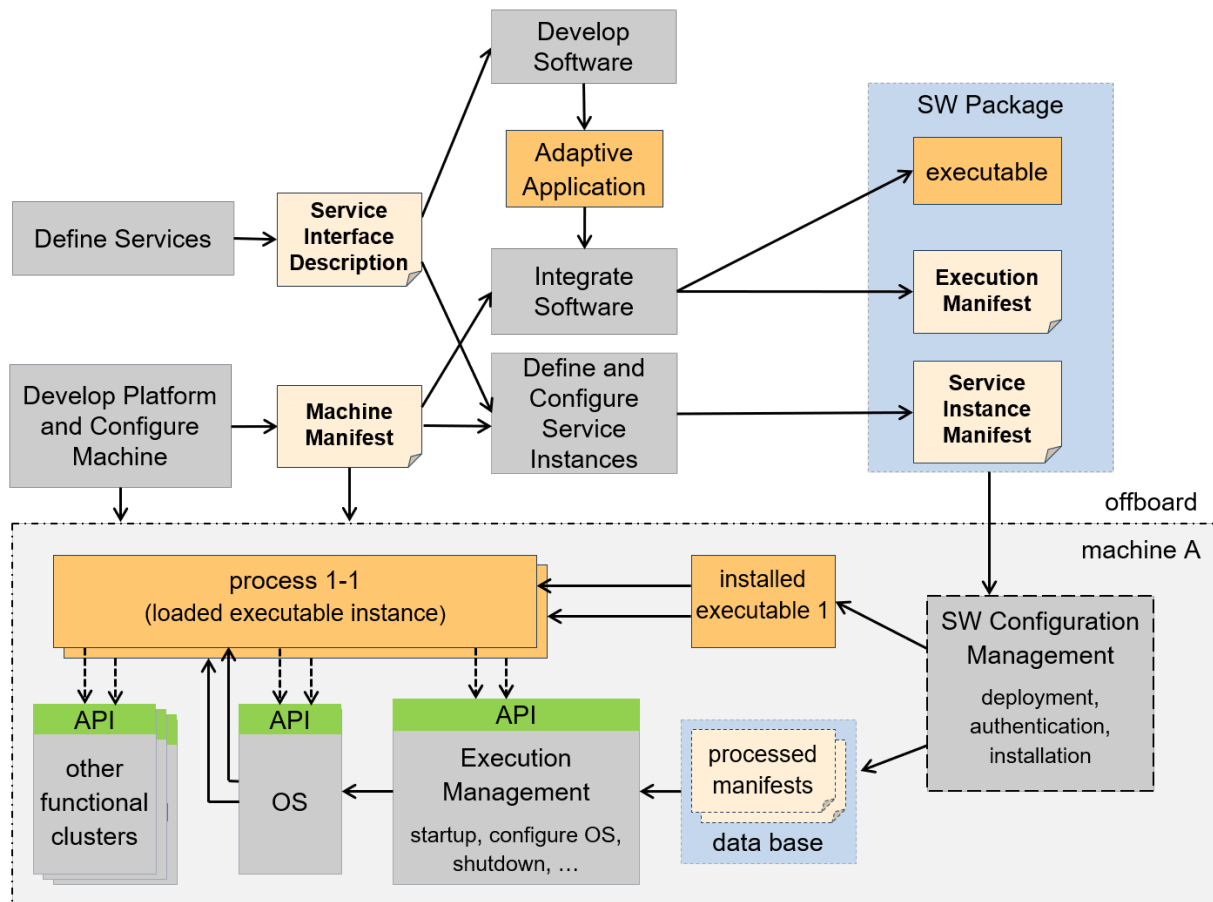 Develop
Software
SW Package
Adaptive
Application
executable
Define Services
Service
Interface
Description
Integrate
Software
Execution
Manifest
Develop Platform
and Configure
Machine
Machine
Manifest
Define and
Configure
Service
Instances
Service
Instance
Manifest
offboard
machine A
process 1-1
(loaded executable instance)
installed
executable 1
SW Configuration
Management
deployment,
authentication,
installation
API
other
functional
clusters
API
OS
API
Execution
Management
startup, configure OS,
shutdown, …
processed
manifests
data base